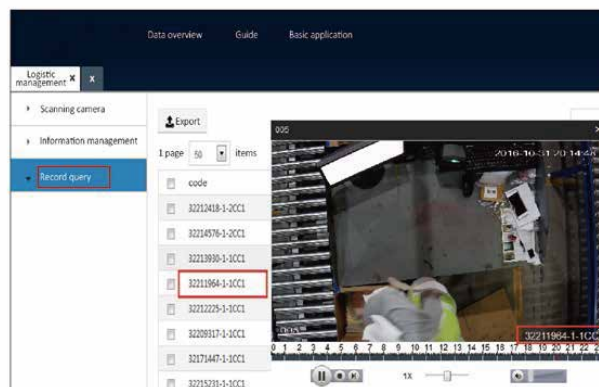 Data overview Guide Basic application
Logistic management x x
Scanning camera
Information management
Record query
Export
1 page 50 items
code
32212418-1-2CC1
32214576-1-2CC1
32213930-1-1CC1
32211964-1-1CC1
32212225-1-1CC1
32209317-1-1CC1
32171447-1-1CC1
32215231-1-1CC1
005 x
2016-10-31 20:14:48
005
32211964-1-1CC
0 1 2 3 4 5 6 7 8 9 10 11 12 13 14 15 16 17 18 19 20 21 22 2
1X